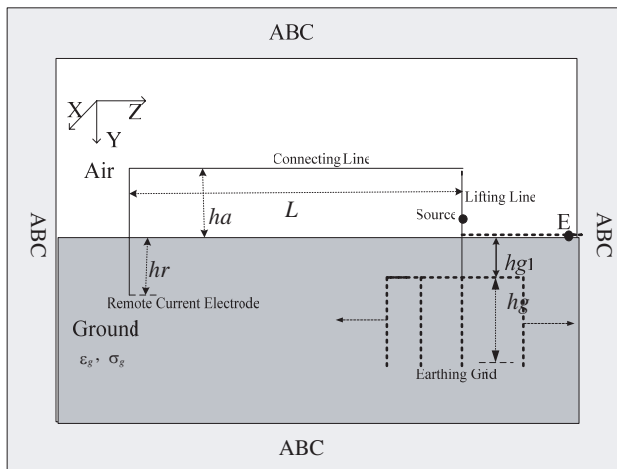 ABC
X
Z
Y
Air
Connecting Line
ha
L
Lifting Line
Source
E
ABC
ABC
hr
hg1
Remote Current Electrode
hg
Ground
εg, σg
Earthing Grid
ABC